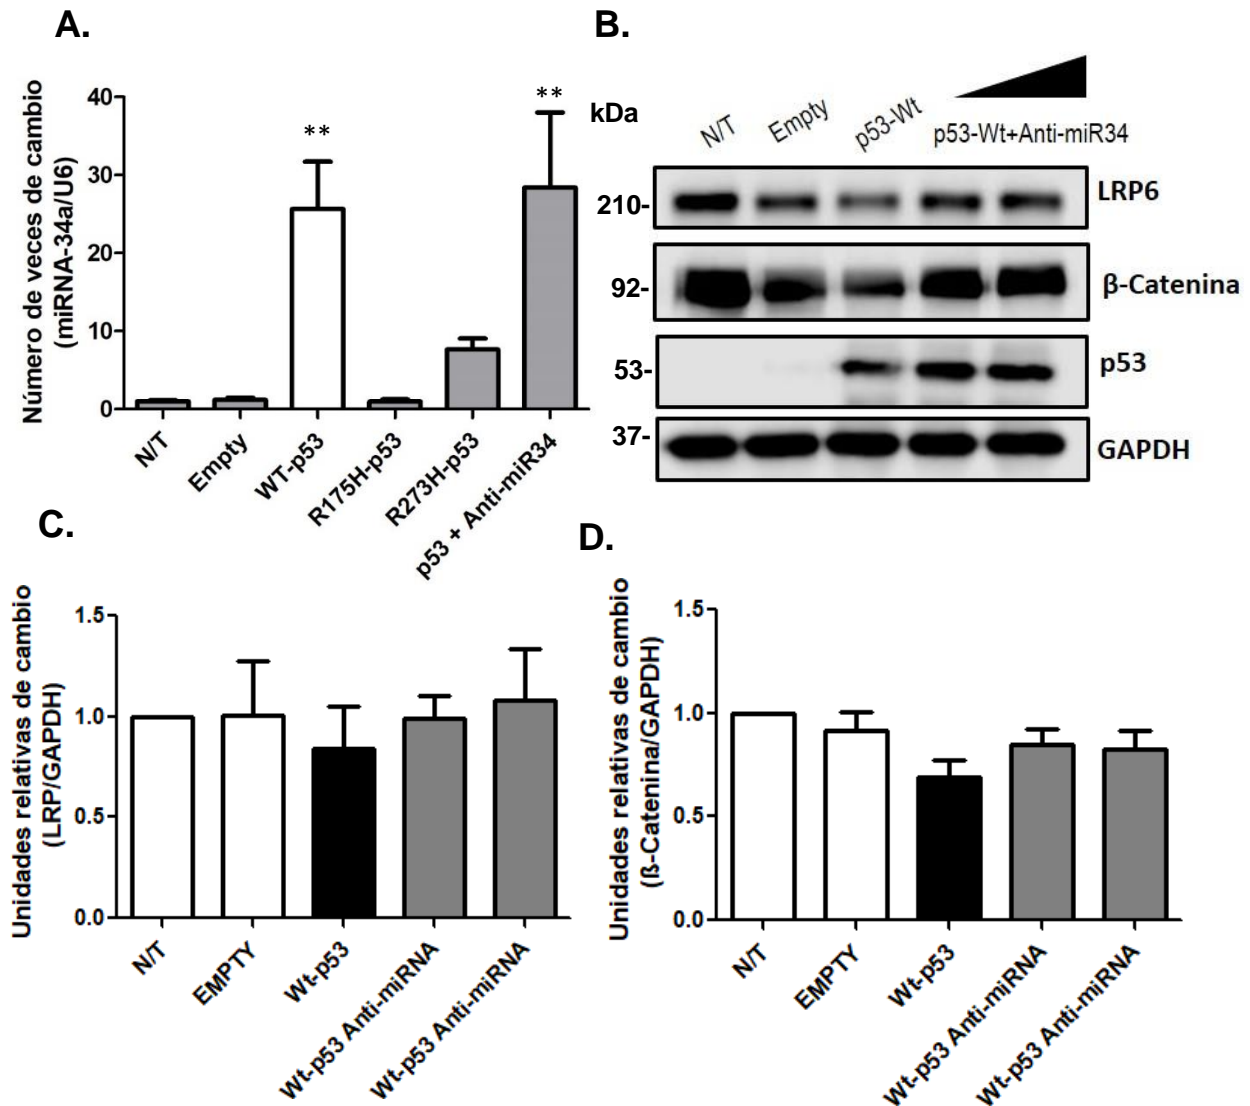 A.
Número de veces de cambio
(miRNA-34a/U6)
40
30
20
10
0
**
**
N/T
Empty
WT-p53
R175H-p53
R273H-p53
p53 + Anti-miR34
B.
kDa
N/T
Empty
p53-Wt
p53-Wt+Anti-miR34
210-
LRP6
92-
β-Catenina
53-
p53
37-
GAPDH
C.
Unidades relativas de cambio
(LRP/GAPDH)
1.5
1.0
0.5
0.0
N/T
EMPTY
Wt-p53
Wt-p53 Anti-miRNA
Wt-p53 Anti-miRNA
D.
Unidades relativas de cambio
(ß-Catenina/GAPDH)
1.5
1.0
0.5
0.0
N/T
EMPTY
Wt-p53
Wt-p53 Anti-miRNA
Wt-p53 Anti-miRNA